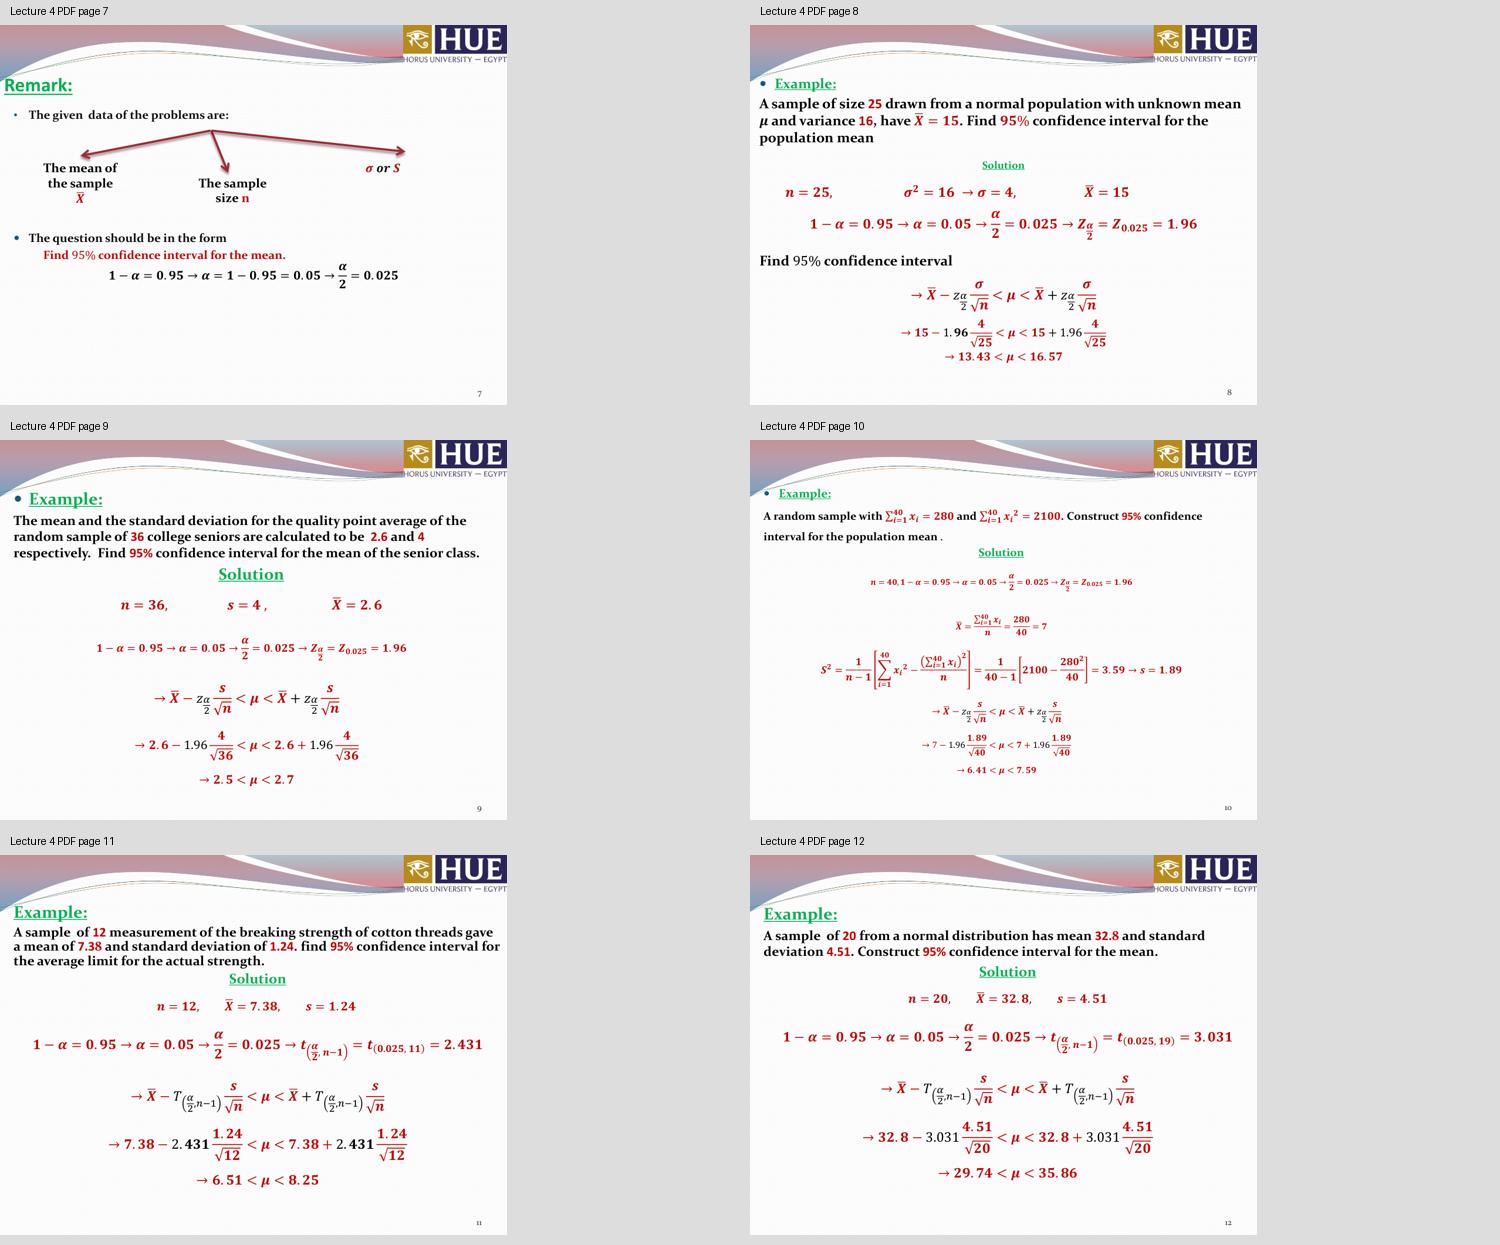 Lecture 4 PDF page 7
HUE
HORUS UNIVERSITY — EGYPT
Remark:
• The given data of the problems are:
The mean of
the sample
X̅
The sample
size n
σ or S
• The question should be in the form
Find 95% confidence interval for the mean.
1 − α = 0.95 → α = 1 − 0.95 = 0.05 → α/2 = 0.025
7
Lecture 4 PDF page 8
HUE
HORUS UNIVERSITY — EGYPT
• Example:
A sample of size 25 drawn from a normal population with unknown mean
μ and variance 16, have X̅ = 15. Find 95% confidence interval for the
population mean
Solution
n = 25, σ² = 16 → σ = 4, X̅ = 15
1 − α = 0.95 → α = 0.05 → α/2 = 0.025 → Z_(α/2) = Z_0.025 = 1.96
Find 95% confidence interval
→ X̅ − z_(α/2) σ/√n < μ < X̅ + z_(α/2) σ/√n
→ 15 − 1.96 4/√25 < μ < 15 + 1.96 4/√25
→ 13.43 < μ < 16.57
8
Lecture 4 PDF page 9
HUE
HORUS UNIVERSITY — EGYPT
• Example:
The mean and the standard deviation for the quality point average of the
random sample of 36 college seniors are calculated to be 2.6 and 4
respectively. Find 95% confidence interval for the mean of the senior class.
Solution
n = 36, s = 4 , X̅ = 2.6
1 − α = 0.95 → α = 0.05 → α/2 = 0.025 → Z_(α/2) = Z_0.025 = 1.96
→ X̅ − z_(α/2) s/√n < μ < X̅ + z_(α/2) s/√n
→ 2.6 − 1.96 4/√36 < μ < 2.6 + 1.96 4/√36
→ 2.5 < μ < 2.7
9
Lecture 4 PDF page 10
HUE
HORUS UNIVERSITY — EGYPT
• Example:
A random sample with ∑_(i=1)^40 x_i = 280 and ∑_(i=1)^40 x_i² = 2100. Construct 95% confidence
interval for the population mean .
Solution
n = 40, 1 − α = 0.95 → α = 0.05 → α/2 = 0.025 → Z_(α/2) = Z_0.025 = 1.96
X̅ = ∑_(i=1)^40 x_i / n = 280/40 = 7
S² = 1/(n − 1) [∑_(i=1)^40 x_i² − (∑_(i=1)^40 x_i)²/n] = 1/(40 − 1) [2100 − 280²/40] = 3.59 → s = 1.89
→ X̅ − z_(α/2) s/√n < μ < X̅ + z_(α/2) s/√n
→ 7 − 1.96 1.89/√40 < μ < 7 + 1.96 1.89/√40
→ 6.41 < μ < 7.59
10
Lecture 4 PDF page 11
HUE
HORUS UNIVERSITY — EGYPT
Example:
A sample of 12 measurement of the breaking strength of cotton threads gave
a mean of 7.38 and standard deviation of 1.24. find 95% confidence interval for
the average limit for the actual strength.
Solution
n = 12, X̅ = 7.38, s = 1.24
1 − α = 0.95 → α = 0.05 → α/2 = 0.025 → t_(α/2, n−1) = t_(0.025, 11) = 2.431
→ X̅ − T_(α/2,n−1) s/√n < μ < X̅ + T_(α/2,n−1) s/√n
→ 7.38 − 2.431 1.24/√12 < μ < 7.38 + 2.431 1.24/√12
→ 6.51 < μ < 8.25
11
Lecture 4 PDF page 12
HUE
HORUS UNIVERSITY — EGYPT
Example:
A sample of 20 from a normal distribution has mean 32.8 and standard
deviation 4.51. Construct 95% confidence interval for the mean.
Solution
n = 20, X̅ = 32.8, s = 4.51
1 − α = 0.95 → α = 0.05 → α/2 = 0.025 → t_(α/2, n−1) = t_(0.025, 19) = 3.031
→ X̅ − T_(α/2,n−1) s/√n < μ < X̅ + T_(α/2,n−1) s/√n
→ 32.8 − 3.031 4.51/√20 < μ < 32.8 + 3.031 4.51/√20
→ 29.74 < μ < 35.86
12